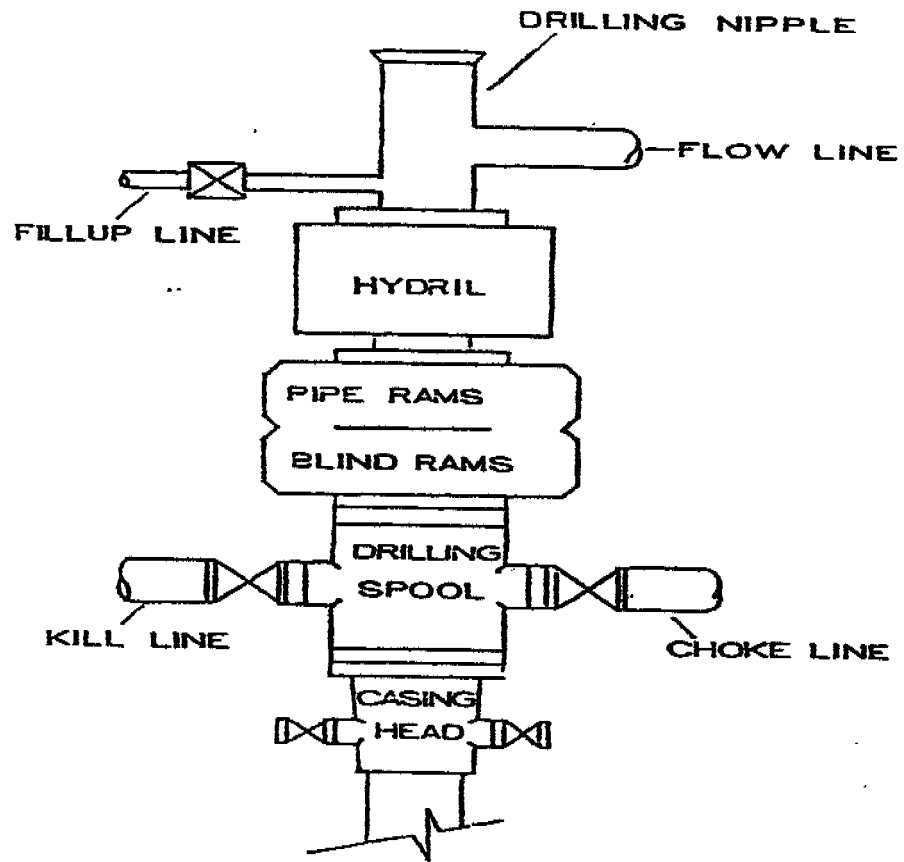 DRILLING NIPPLE
FLOW LINE
FILLUP LINE
HYDRIL
PIPE RAMS
BLIND RAMS
DRILLING
SPOOL
KILL LINE
CHOKE LINE
CASING
HEAD